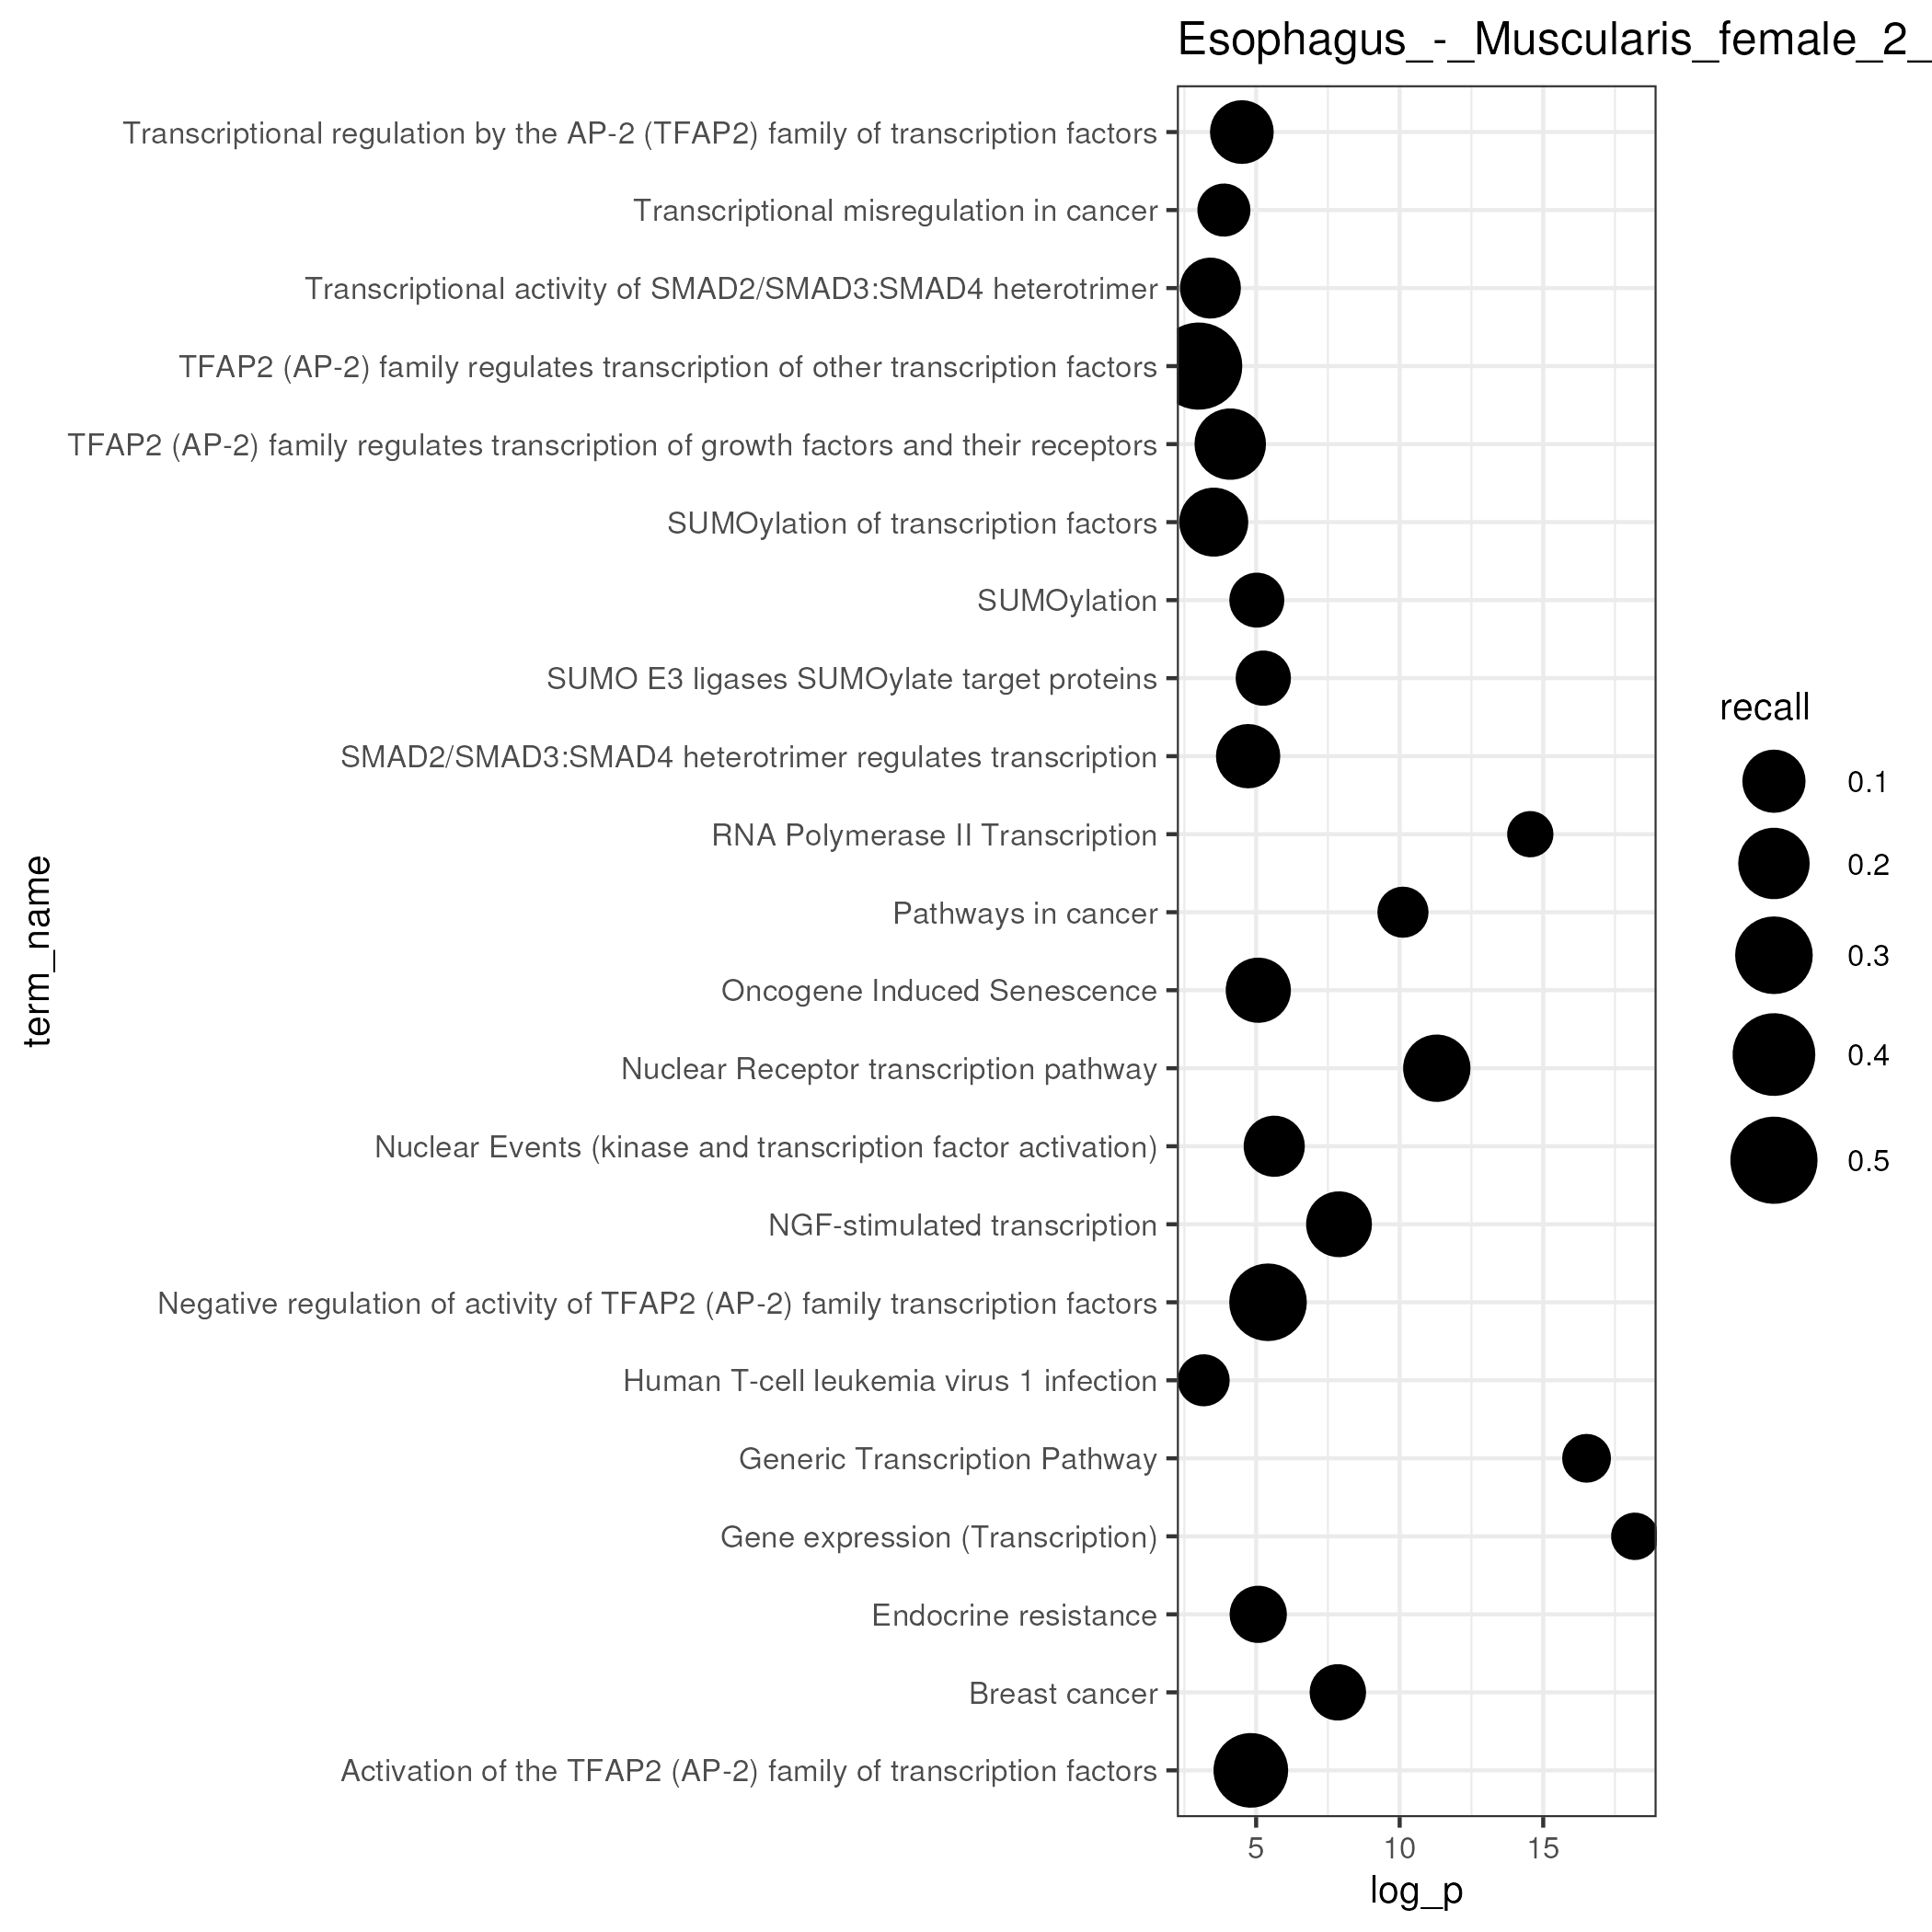 Esophagus_-_Muscularis_female_2_
Transcriptional regulation by the AP-2 (TFAP2) family of transcription factors
Transcriptional misregulation in cancer
Transcriptional activity of SMAD2/SMAD3:SMAD4 heterotrimer
TFAP2 (AP-2) family regulates transcription of other transcription factors
TFAP2 (AP-2) family regulates transcription of growth factors and their receptors
SUMOylation of transcription factors
SUMOylation
SUMO E3 ligases SUMOylate target proteins
SMAD2/SMAD3:SMAD4 heterotrimer regulates transcription
RNA Polymerase II Transcription
Pathways in cancer
Oncogene Induced Senescence
Nuclear Receptor transcription pathway
Nuclear Events (kinase and transcription factor activation)
NGF-stimulated transcription
Negative regulation of activity of TFAP2 (AP-2) family transcription factors
Human T-cell leukemia virus 1 infection
Generic Transcription Pathway
Gene expression (Transcription)
Endocrine resistance
Breast cancer
Activation of the TFAP2 (AP-2) family of transcription factors
term_name
5 10 15
log_p
recall
0.1
0.2
0.3
0.4
0.5